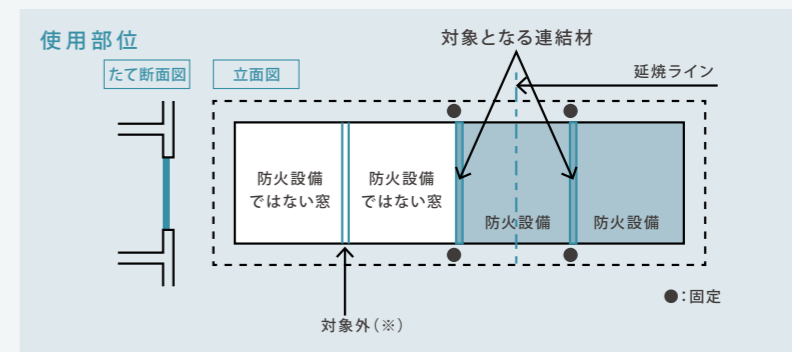 使用部位
たて断面図
立面図
対象となる連結材
延焼ライン
防火設備
ではない窓
防火設備
ではない窓
防火設備
防火設備
対象外(※)
●:固定